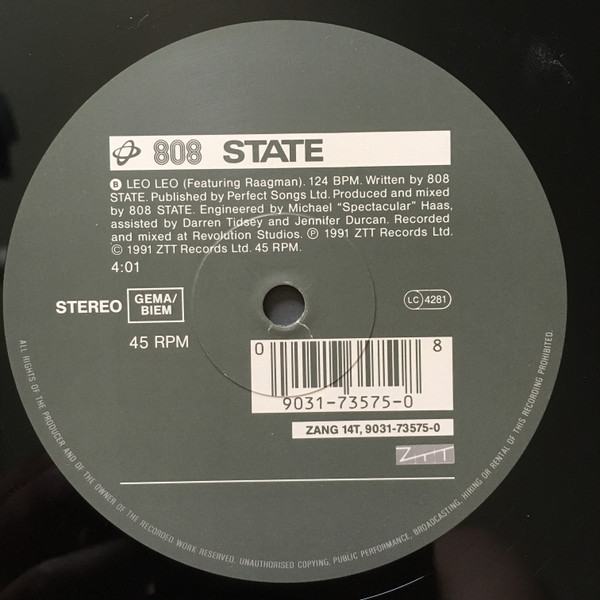 808 STATE
B LEO LEO (Featuring Raagman). 124 BPM. Written by 808
STATE. Published by Perfect Songs Ltd. Produced and mixed
by 808 STATE. Engineered by Michael “Spectacular” Haas,
assisted by Darren Tidsey and Jennifer Durcan. Recorded
and mixed at Revolution Studios. ℗ 1991 ZTT Records Ltd.
© 1991 ZTT Records Ltd. 45 RPM.
4:01
STEREO GEMA/
BIEM
LC 4281
45 RPM
0 8
9031-73575-0
ZANG 14T, 9031-73575-0
ZTT
ALL RIGHTS OF THE PRODUCER AND OF THE OWNER OF THE RECORDED WORK RESERVED. UNAUTHORISED COPYING, PUBLIC PERFORMANCE, BROADCASTING, HIRING OR RENTAL OF THIS RECORDING PROHIBITED.